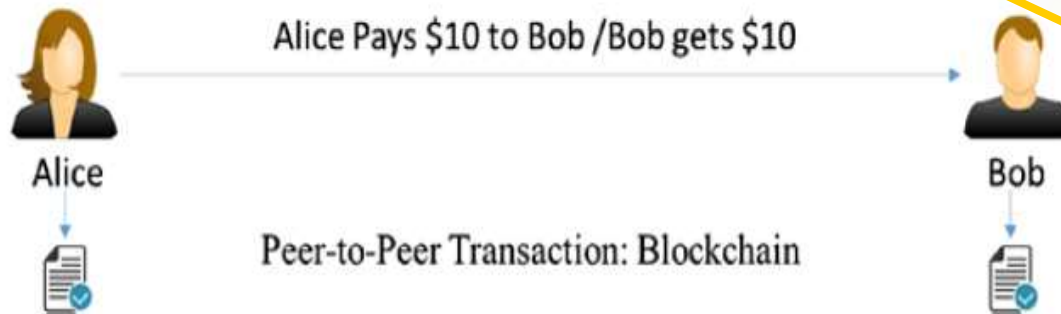 Alice Pays $10 to Bob /Bob gets $10
Alice
Bob
Peer-to-Peer Transaction: Blockchain